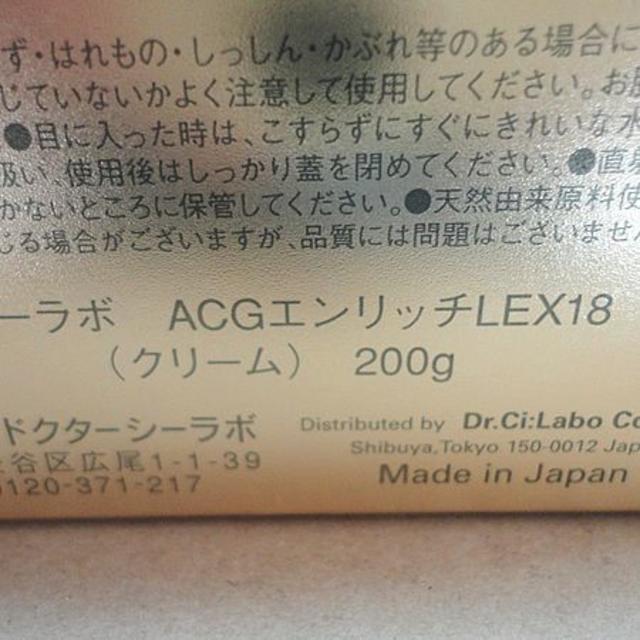 ず・はれもの・しっしん・かぶれ等のある場合に
じていないかよく注意して使用してください。お
●目に入った時は、こすらずにすぐにきれいな水
扱い、使用後はしっかり蓋を閉めてください。●直
かないところに保管してください。●天然由来原料使
じる場合がございますが、品質には問題はございませ
ーラボ ACGエンリッチLEX18
（クリーム） 200g
ドクターシーラボ
谷区広尾1-1-39
0120-371-217
Distributed by Dr.Ci:Labo Co
Shibuya,Tokyo 150-0012 Jap
Made in Japan